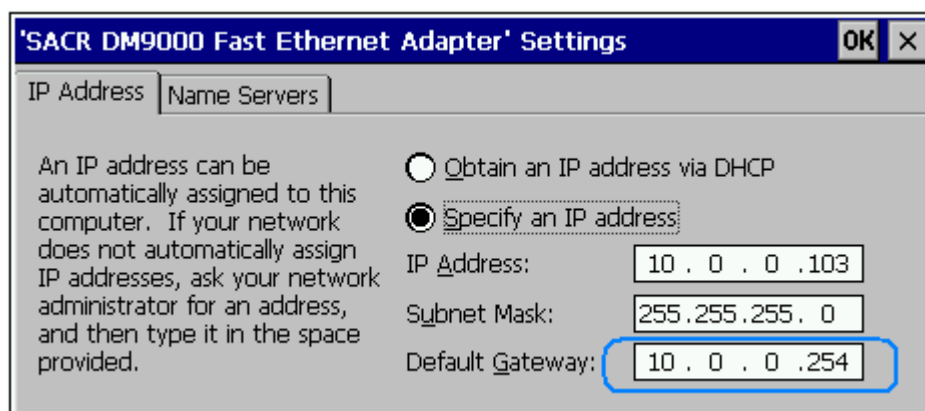 'SACR DM9000 Fast Ethernet Adapter' Settings OK ×
IP Address Name Servers
An IP address can be
automatically assigned to this
computer. If your network
does not automatically assign
IP addresses, ask your network
administrator for an address,
and then type it in the space
provided.
Obtain an IP address via DHCP
Specify an IP address
IP Address: 10 . 0 . 0 .103
Subnet Mask: 255.255.255. 0
Default Gateway: 10 . 0 . 0 .254